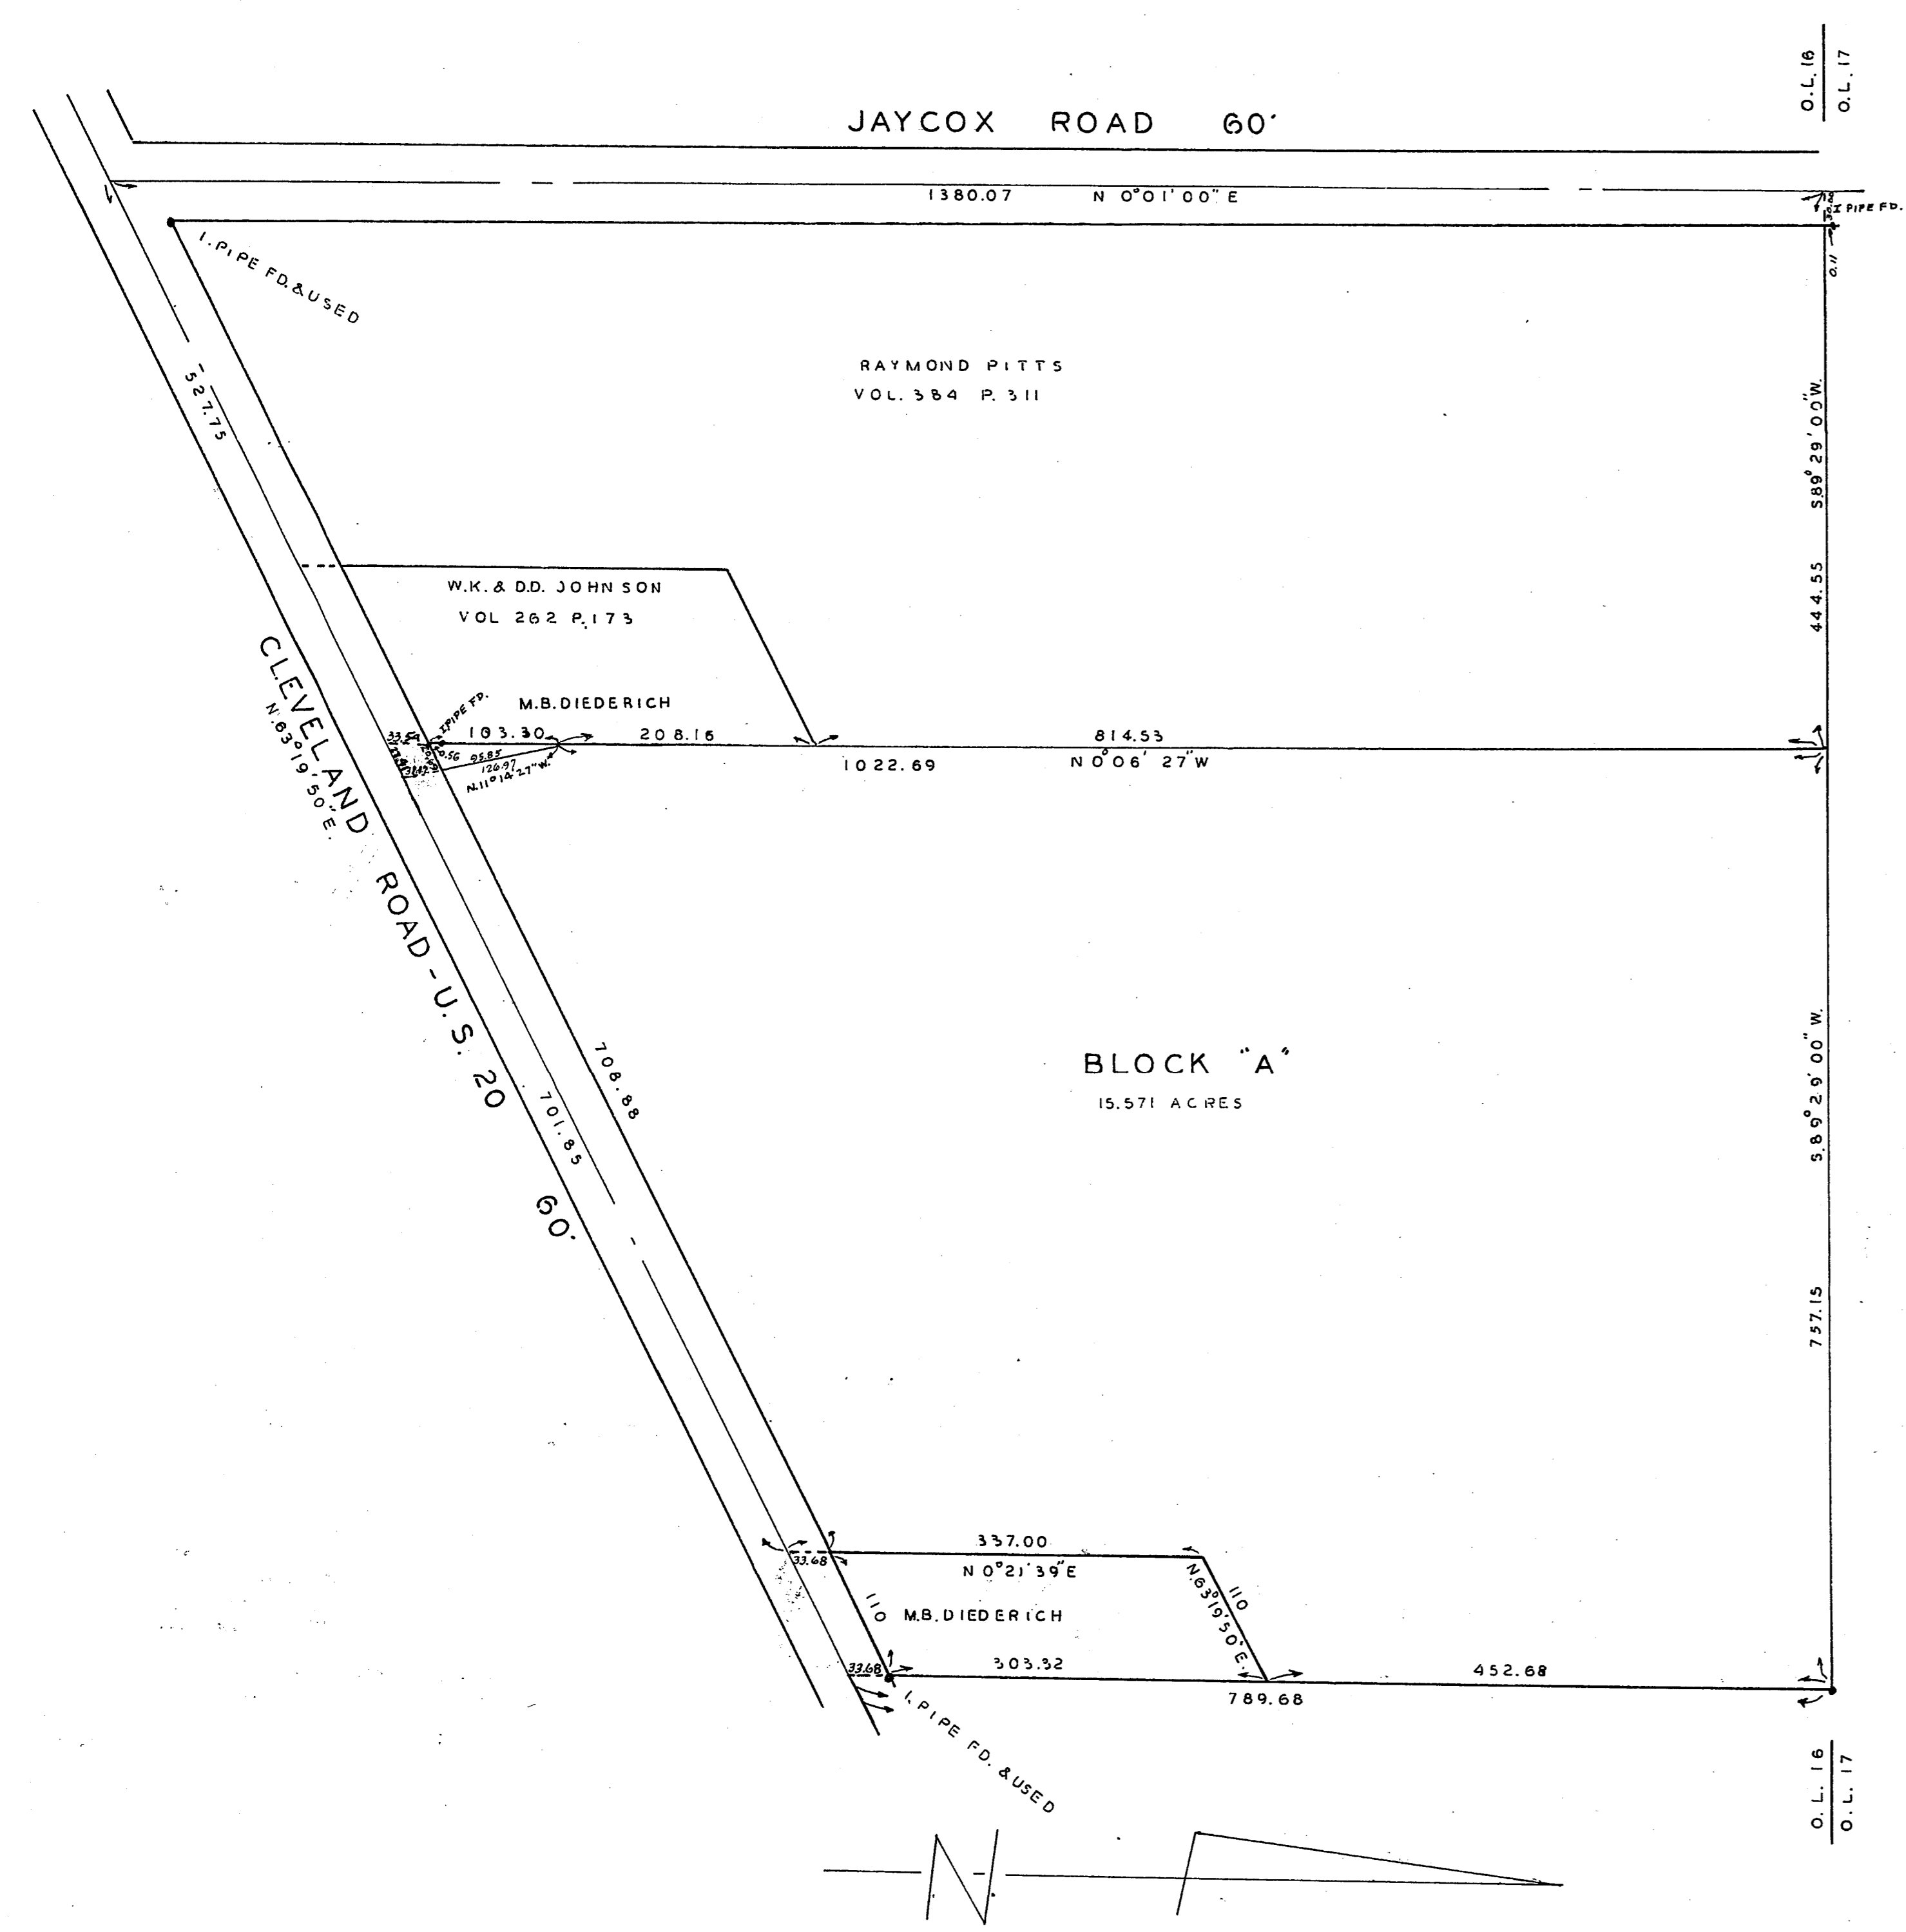 O.L. 18
O.L. 17
JAYCOX ROAD 60'
1380.07 N 0°01'00" E
I PIPE FD.
0.11
I. PIPE FD. & USED
527.75
RAYMOND PITTS
VOL. 384 P. 311
S89° 29' 00" W.
444.55
W.K. & D.D. JOHNSON
VOL 262 P. 173
M.B. DIEDERICH
I PIPE FD.
103.30
208.16
814.53
1022.69
N 0° 06' 27" W
95.85
126.97
N. 11° 14' 27" W.
CLEVELAND ROAD - U.S. 20 60'
N. 63° 19' 50" E.
708.88
701.85
BLOCK "A"
15.571 ACRES
S. 89° 29' 00" W.
757.15
337.00
N 0° 21' 39" E
33.68
110
M.B. DIEDERICH
110
N. 63° 19' 50" E.
33.68
303.32
452.68
789.68
I. PIPE FD. & USED
O.L. 16
O.L. 17
N